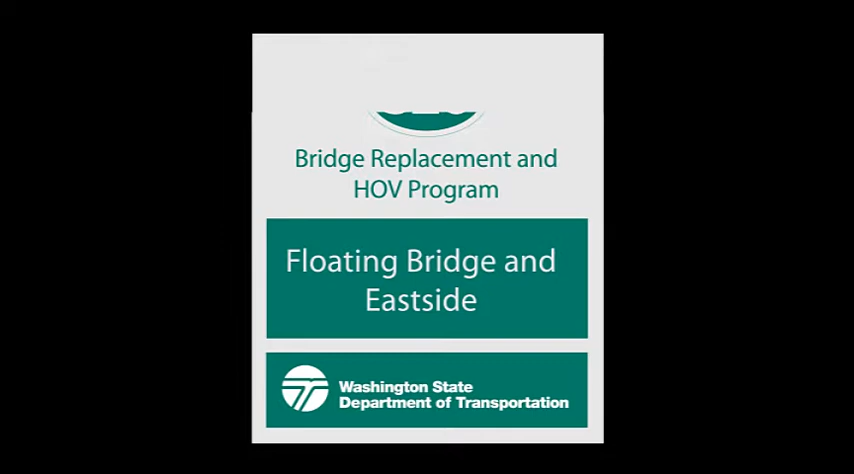 Bridge Replacement and
HOV Program
Floating Bridge and
Eastside
Washington State
Department of Transportation